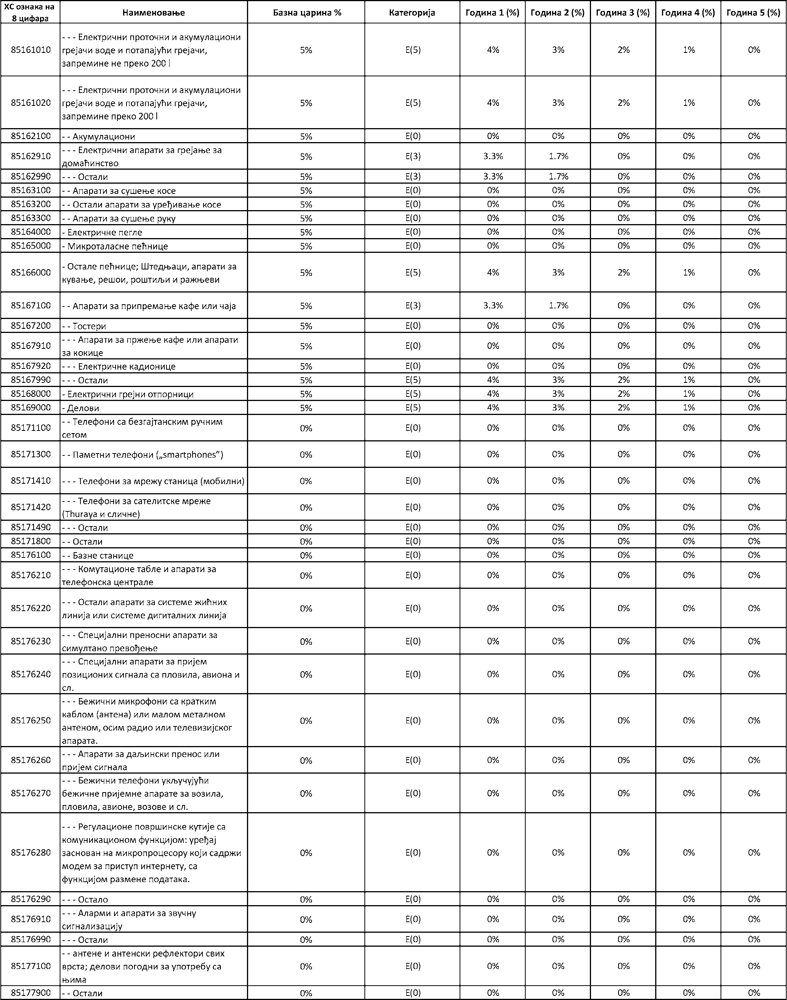 ХС ознака на
8 цифара
Наименовање
Базна царина %
Категорија
Година 1 (%)
Година 2 (%)
Година 3 (%)
Година 4 (%)
Година 5 (%)
85161010
- - - Електрични проточни и акумулациони
грејачи воде и потапајући грејачи,
запремине не преко 200 l
5% E(5) 4% 3% 2% 1% 0%
85161020
- - - Електрични проточни и акумулациони
грејачи воде и потапајући грејачи,
запремине преко 200 l
5% E(5) 4% 3% 2% 1% 0%
85162100 - - Акумулациони 5% E(0) 0% 0% 0% 0% 0%
85162910
- - - Електрични апарати за грејање за
домаћинство
5% E(3) 3.3% 1.7% 0% 0% 0%
85162990 - - - Остали 5% E(3) 3.3% 1.7% 0% 0% 0%
85163100 - - Апарати за сушење косе 5% E(0) 0% 0% 0% 0% 0%
85163200 - - Остали апарати за уређивање косе 5% E(0) 0% 0% 0% 0% 0%
85163300 - - Апарати за сушење руку 5% E(0) 0% 0% 0% 0% 0%
85164000 - Електричне пегле 5% E(0) 0% 0% 0% 0% 0%
85165000 - Микроталасне пећнице 5% E(0) 0% 0% 0% 0% 0%
85166000
- Остале пећнице; Штедњаци, апарати за
кување, решои, роштиљи и ражњеви
5% E(5) 4% 3% 2% 1% 0%
85167100 - - Апарати за припремање кафе или чаја 5% E(3) 3.3% 1.7% 0% 0% 0%
85167200 - - Тостери 5% E(0) 0% 0% 0% 0% 0%
85167910
- - - Апарати за пржење кафе или апарати
за кокице
5% E(0) 0% 0% 0% 0% 0%
85167920 - - - Електричне кадионице 5% E(0) 0% 0% 0% 0% 0%
85167990 - - - Остали 5% E(5) 4% 3% 2% 1% 0%
85168000 - Електрични грејни отпорници 5% E(5) 4% 3% 2% 1% 0%
85169000 - Делови 5% E(5) 4% 3% 2% 1% 0%
85171100
- - Телефони са безгајтанским ручним
сетом
0% E(0) 0% 0% 0% 0% 0%
85171300 - - Паметни телефони („smartphones”) 0% E(0) 0% 0% 0% 0% 0%
85171410 - - - Телефони за мрежу станица (мобилни) 0% E(0) 0% 0% 0% 0% 0%
85171420
- - - Телефони за сателитске мреже
(Thuraya и сличне)
0% E(0) 0% 0% 0% 0% 0%
85171490 - - - Остали 0% E(0) 0% 0% 0% 0% 0%
85171800 - - Остали 0% E(0) 0% 0% 0% 0% 0%
85176100 - - Базне станице 0% E(0) 0% 0% 0% 0% 0%
85176210
- - - Комутационе табле и апарати за
телефонска централе
0% E(0) 0% 0% 0% 0% 0%
85176220
- - - Остали апарати за системе жићних
линија или системе дигиталних линија
0% E(0) 0% 0% 0% 0% 0%
85176230
- - - Специјални преносни апарати за
симултано превођење
0% E(0) 0% 0% 0% 0% 0%
85176240
- - - Специјални апарати за пријем
позиционих сигнала са пловила, авиона и
сл.
0% E(0) 0% 0% 0% 0% 0%
85176250
- - - Бежични микрофони са кратким
каблом (антена) или малом металном
антеном, осим радио или телевизијског
апарата.
0% E(0) 0% 0% 0% 0% 0%
85176260
- - - Апарати за даљински пренос или
пријем сигнала
0% E(0) 0% 0% 0% 0% 0%
85176270
- - - Бежични телефони укључујући
бежичне пријемне апарате за возила,
пловила, авионе, возове и сл.
0% E(0) 0% 0% 0% 0% 0%
85176280
- - - Регулационе површинске кутије са
комуникационом функцијом: уређај
заснован на микропроцесору који садржи
модем за приступ интернету, са
функцијом размене података.
0% E(0) 0% 0% 0% 0% 0%
85176290 - - - Остало 0% E(0) 0% 0% 0% 0% 0%
85176910
- - - Аларми и апарати за звучну
сигнализацију
0% E(0) 0% 0% 0% 0% 0%
85176990 - - - Остали 0% E(0) 0% 0% 0% 0% 0%
85177100
- - антене и антенски рефлектори свих
врста; делови погодни за употребу са
њима
0% E(0) 0% 0% 0% 0% 0%
85177900 - - Остали 0% E(0) 0% 0% 0% 0% 0%